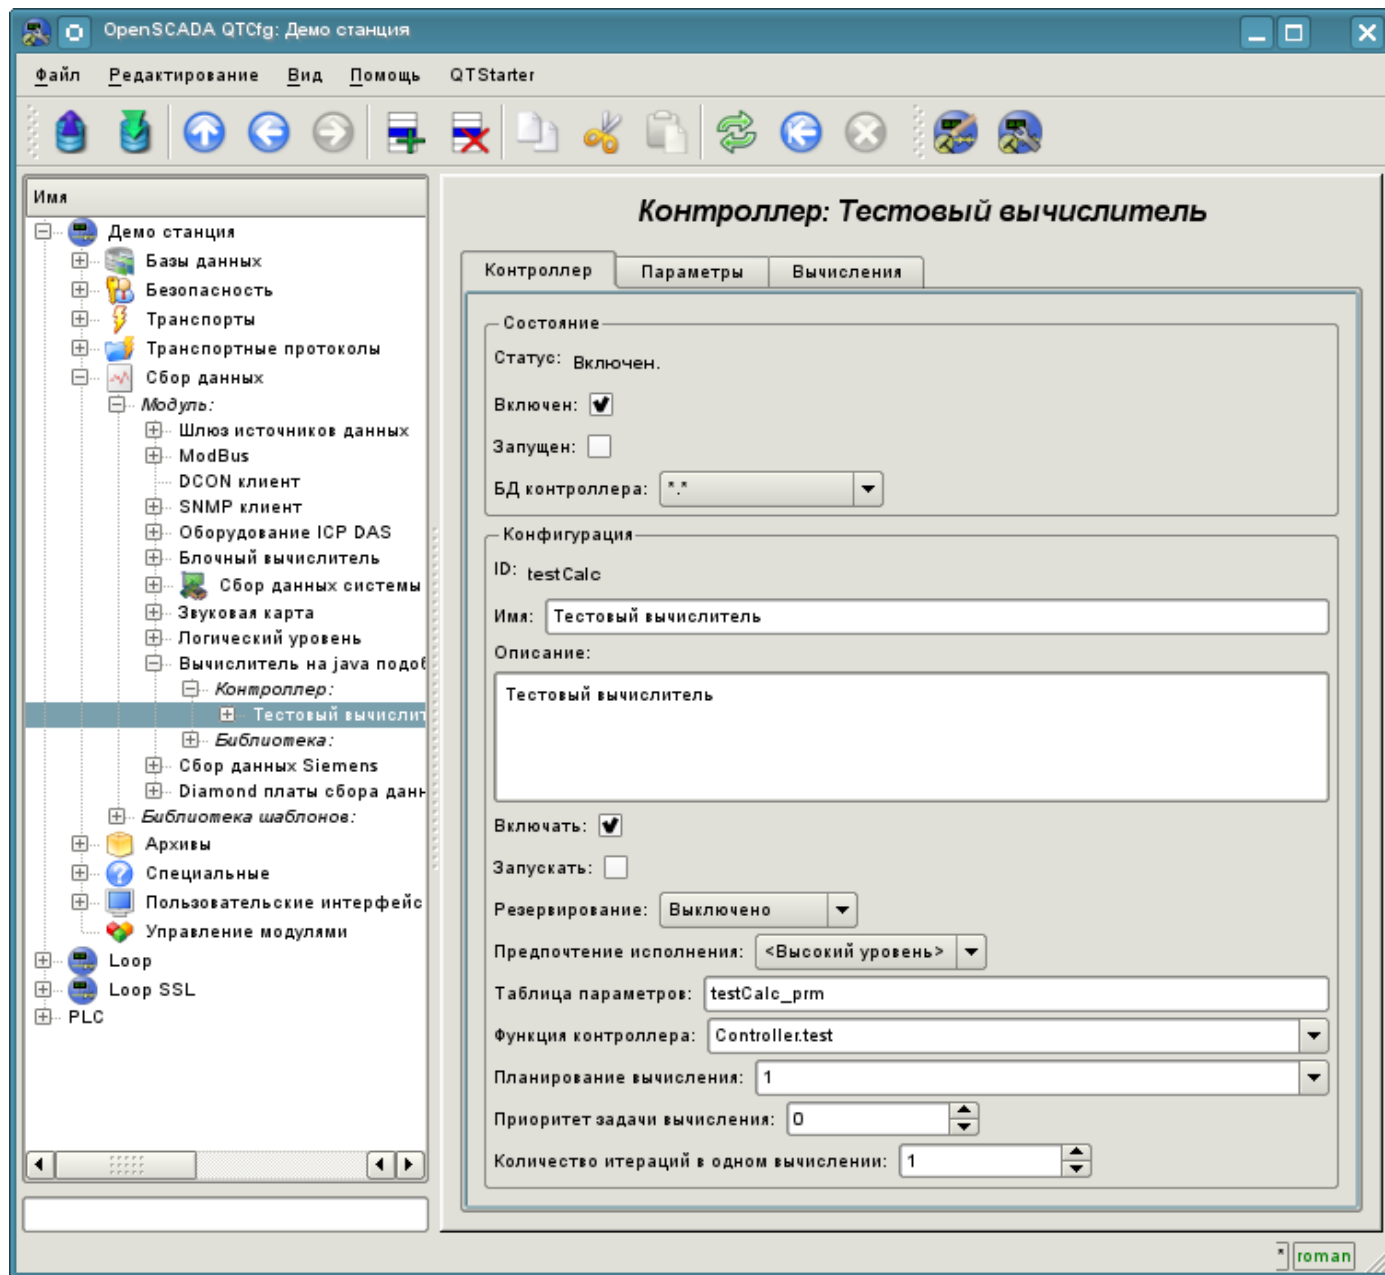 OpenSCADA QTCfg: Демо станция
Файл Редактирование Вид Помощь QTStarter
Имя
Демо станция
Базы данных
Безопасность
Транспорты
Транспортные протоколы
Сбор данных
Модуль:
Шлюз источников данных
ModBus
DCON клиент
SNMP клиент
Оборудование ICP DAS
Блочный вычислитель
Сбор данных системы
Звуковая карта
Логический уровень
Вычислитель на java подоб
Контроллер:
Тестовый вычислит
Библиотека:
Сбор данных Siemens
Diamond платы сбора данн
Библиотека шаблонов:
Архивы
Специальные
Пользовательские интерфейс
Управление модулями
Loop
Loop SSL
PLC
Контроллер: Тестовый вычислитель
Контроллер Параметры Вычисления
Состояние
Статус: Включен.
Включен:
Запущен:
БД контроллера: *.*
Конфигурация
ID: testCalc
Имя: Тестовый вычислитель
Описание:
Тестовый вычислитель
Включать:
Запускать:
Резервирование: Выключено
Предпочтение исполнения: <Высокий уровень>
Таблица параметров: testCalc_prm
Функция контроллера: Controller.test
Планирование вычисления: 1
Приоритет задачи вычисления: 0
Количество итераций в одном вычислении: 1
* roman